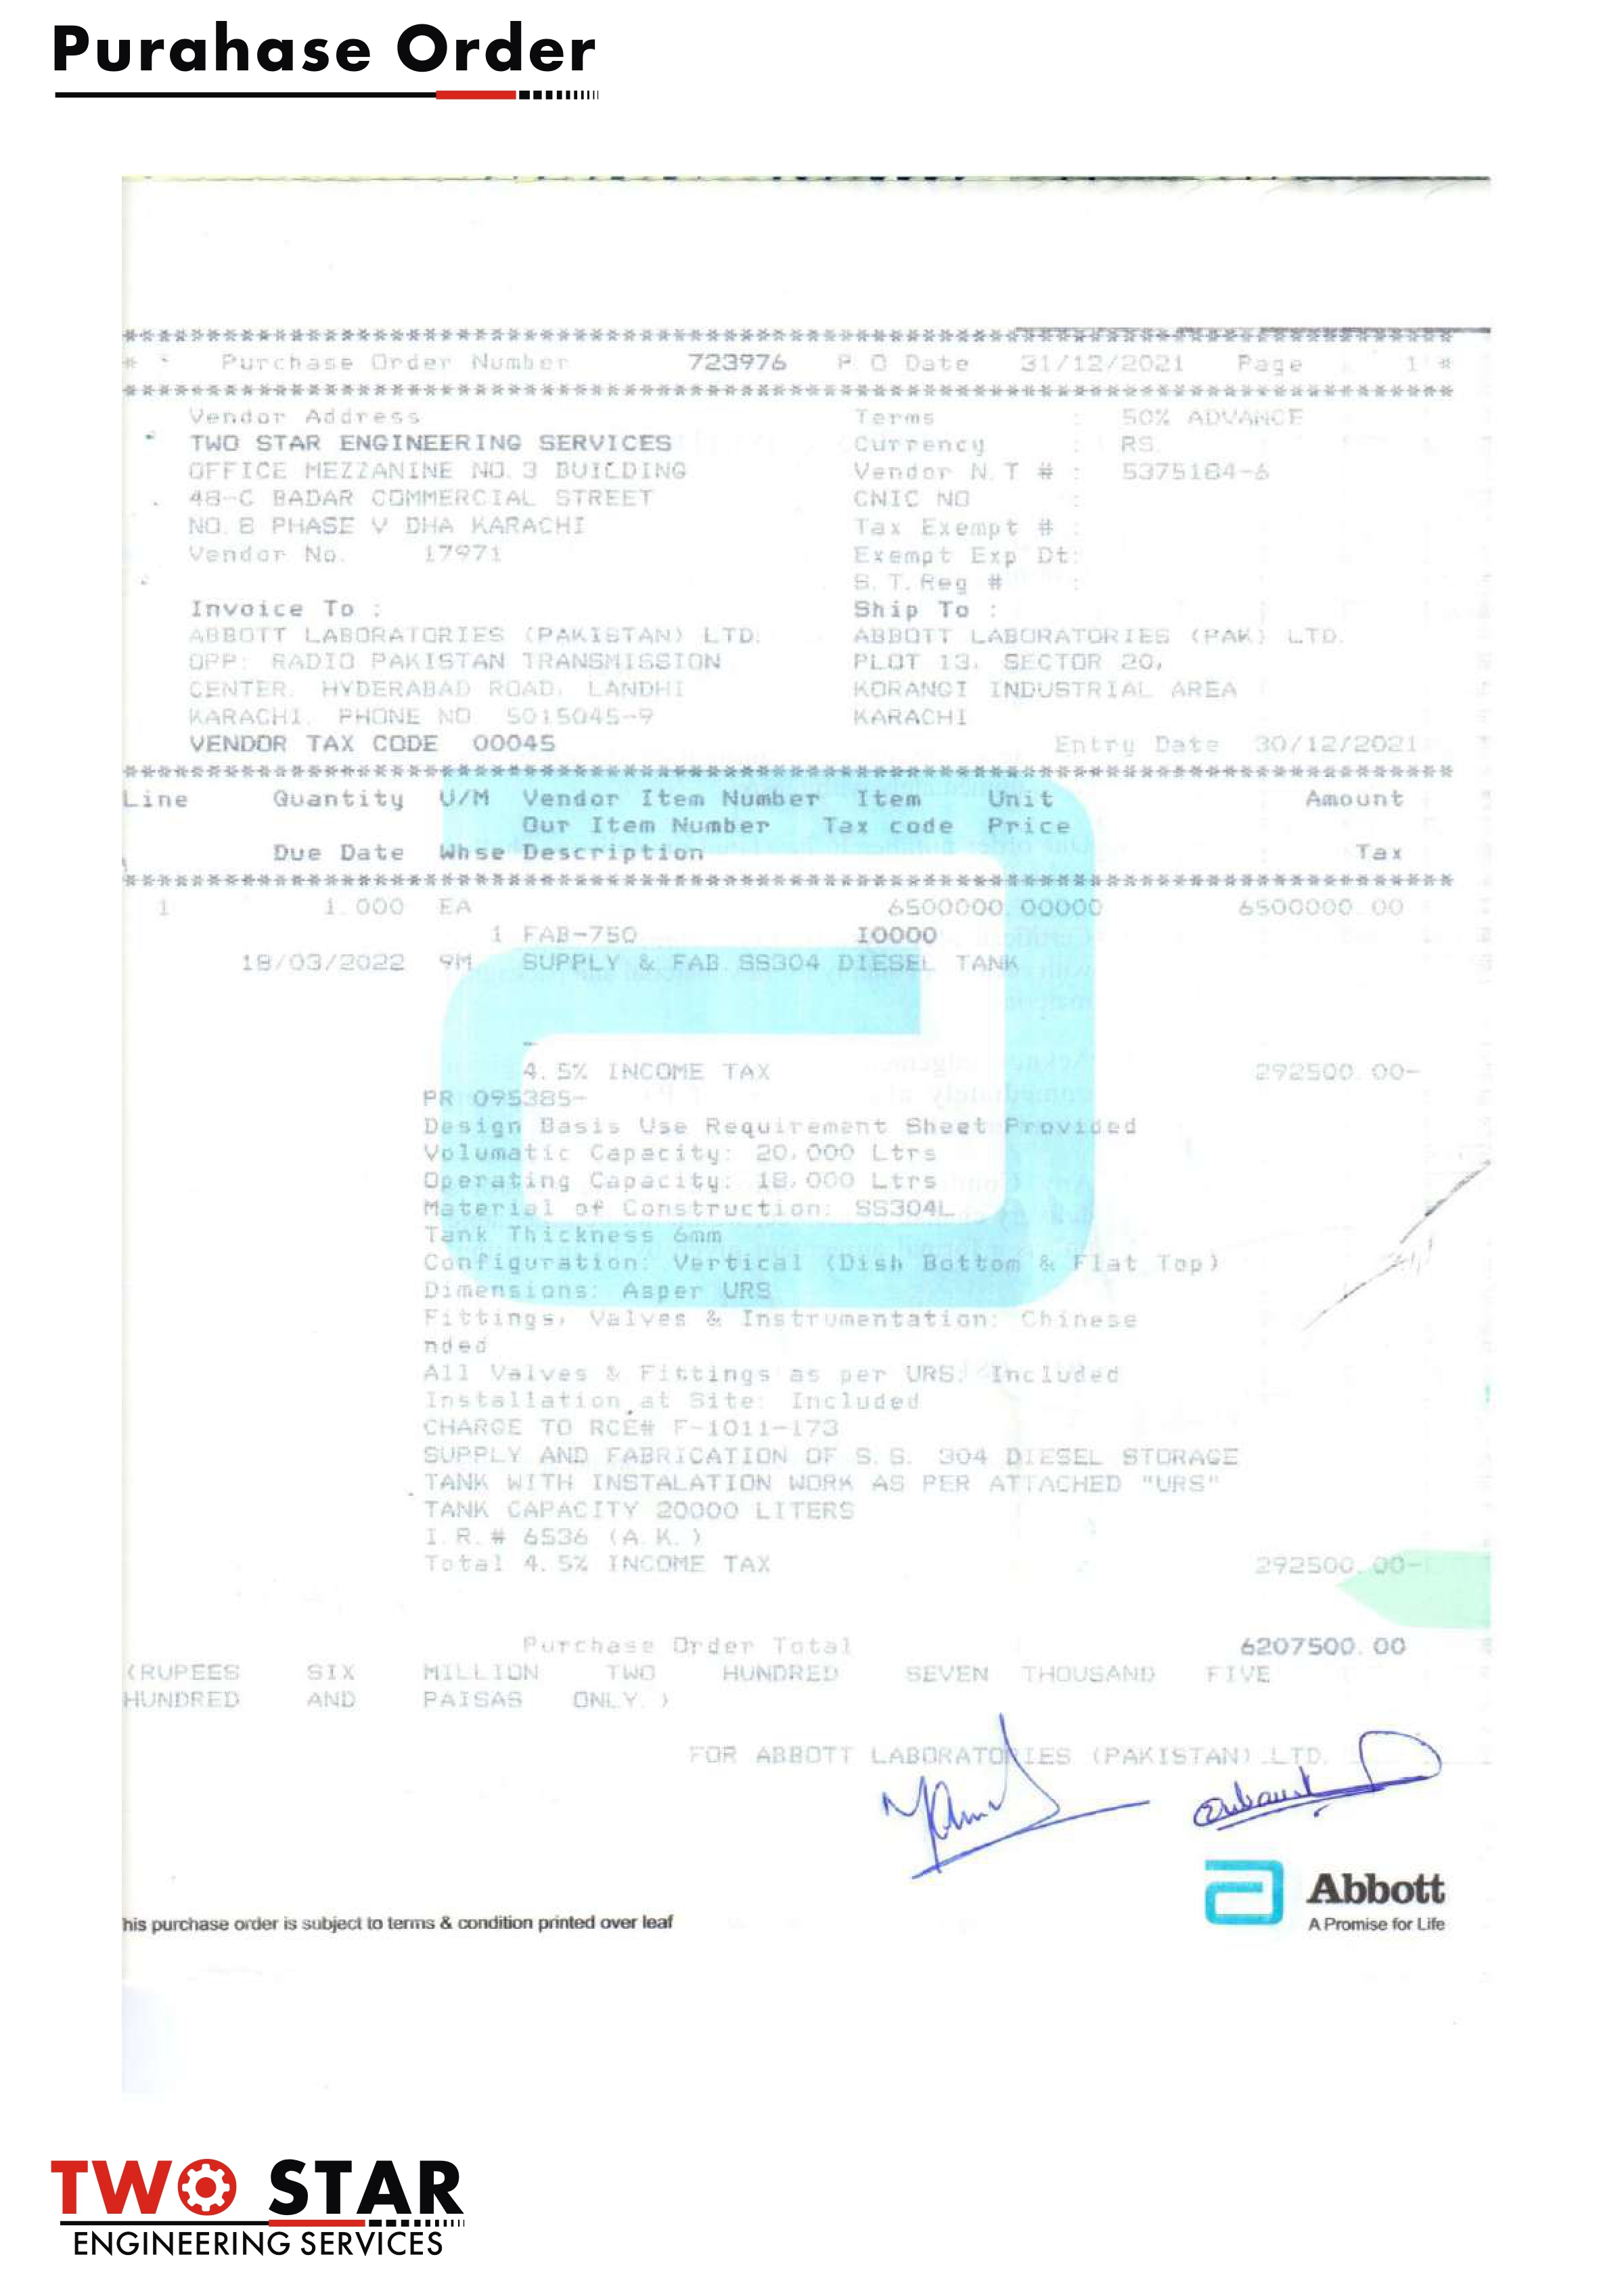 Purahase Order
* Purchase Order Number 723976 P.O Date 31/12/2021 Page 1 *
Vendor Address Terms : 50% ADVANCE
TWO STAR ENGINEERING SERVICES Currency : RS.
OFFICE MEZZANINE NO.3 BUILDING Vendor N.T # : 5375184-6
48-C BADAR COMMERCIAL STREET CNIC NO :
NO.8 PHASE V DHA KARACHI Tax Exempt # :
Vendor No. 17971 Exempt Exp Dt:
S.T.Reg # :
Invoice To : Ship To :
ABBOTT LABORATORIES (PAKISTAN) LTD. ABBOTT LABORATORIES (PAK) LTD.
OPP: RADIO PAKISTAN TRANSMISSION PLOT 13, SECTOR 20,
CENTER. HYDERABAD ROAD, LANDHI KORANGI INDUSTRIAL AREA
KARACHI. PHONE NO 5015045-9 KARACHI
VENDOR TAX CODE 00045 Entry Date 30/12/2021
Line Quantity U/M Vendor Item Number Item Unit Amount
Our Item Number Tax code Price
Due Date Whse Description Tax
1 1.000 EA 6500000.00000 6500000.00
1 FAB-750 I0000
18/03/2022 9M SUPPLY & FAB.SS304 DIESEL TANK
4.5% INCOME TAX 292500.00-
PR 095385-
Design Basis Use Requirement Sheet Provided
Volumatic Capacity: 20,000 Ltrs
Operating Capacity: 18,000 Ltrs
Material of Construction: SS304L
Tank Thickness 6mm
Configuration: Vertical (Dish Bottom & Flat Top)
Dimensions: Asper URS
Fittings, Valves & Instrumentation: Chinese
nded
All Valves & Fittings as per URS: Included
Installation at Site: Included
CHARGE TO RCE# F-1011-173
SUPPLY AND FABRICATION OF S.S. 304 DIESEL STORAGE
TANK WITH INSTALATION WORK AS PER ATTACHED "URS"
TANK CAPACITY 20000 LITERS
I.R.# 6536 (A.K.)
Total 4.5% INCOME TAX 292500.00-
Purchase Order Total 6207500.00
(RUPEES SIX MILLION TWO HUNDRED SEVEN THOUSAND FIVE
HUNDRED AND PAISAS ONLY.)
FOR ABBOTT LABORATORIES (PAKISTAN) LTD.
Abbott
A Promise for Life
his purchase order is subject to terms & condition printed over leaf
TWO STAR
ENGINEERING SERVICES